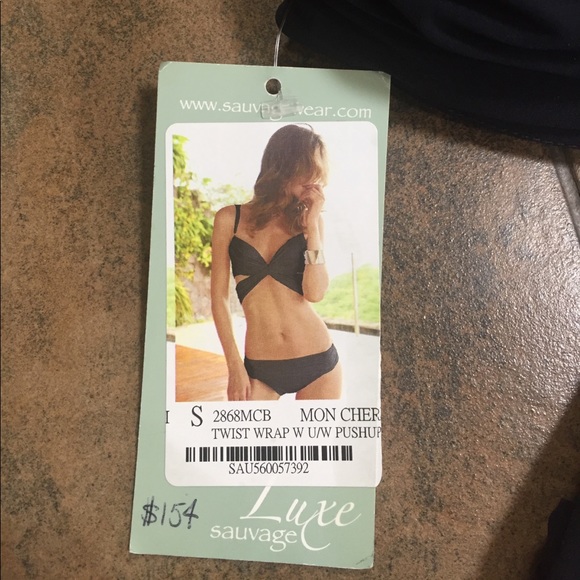 www.sauvagewear.com
S 2868MCB MON CHER
TWIST WRAP W U/W PUSHUP
SAU560057392
$154
Luxe
sauvage